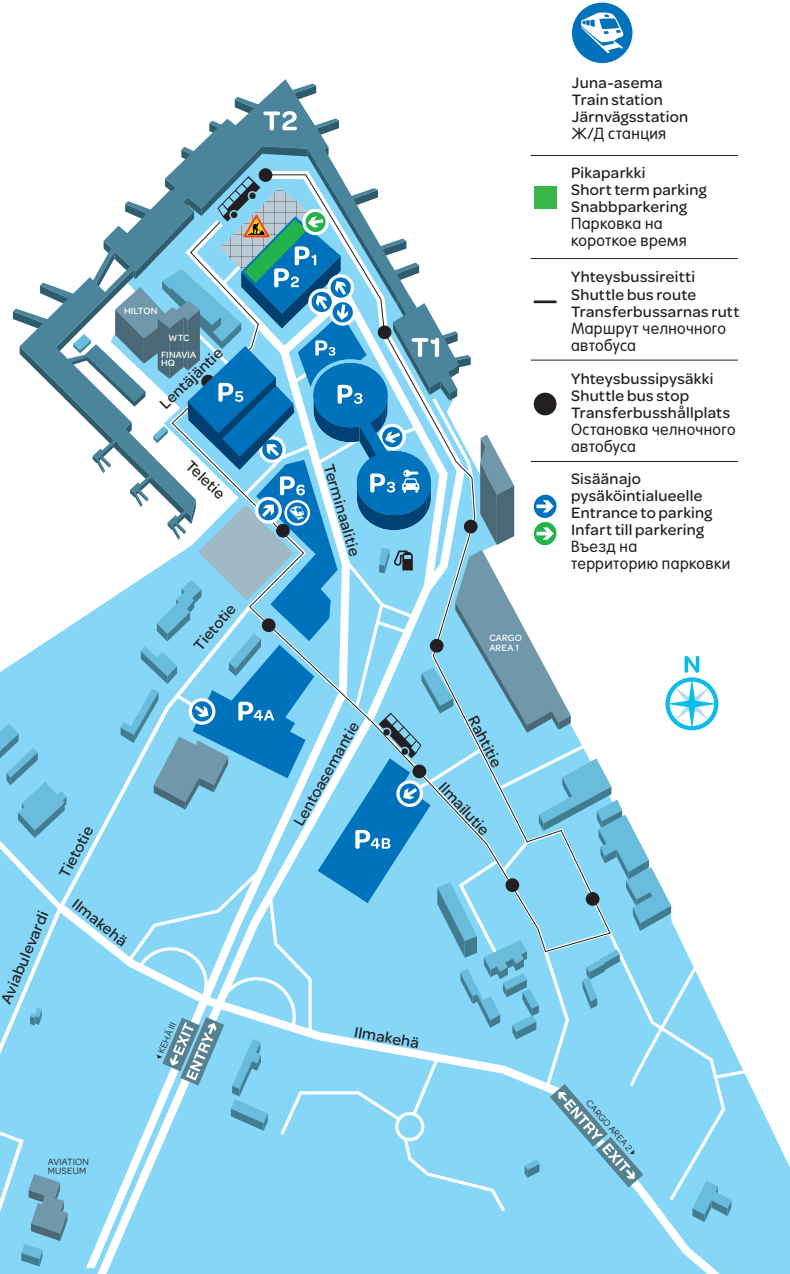 Juna-asema
Train station
Järnvägsstation
Ж/Д станция
Pikaparkki
Short term parking
Snabbparkering
Парковка на
короткое время
Yhteysbussireitti
Shuttle bus route
Transferbussarnas rutt
Маршрут челночного
автобуса
Yhteysbussipysäkki
Shuttle bus stop
Transferbusshållplats
Остановка челночного
автобуса
Sisäänajo
pysäköintialueelle
Entrance to parking
Infart till parkering
Въезд на
территорию парковки
T2
P1
P2
HILTON
WTC
FINAVIA
HQ
T1
P3
Lentäjäntie
P5
P3
Teletie
P6
Terminaalitie
P3
Tietotie
CARGO
AREA 1
N
P4A
Lentoasemantie
Rahtitie
Ilmailutie
P4B
Tietotie
Ilmakehä
Aviabulevardi
KEHÄ III
EXIT
ENTRY
Ilmakehä
CARGO AREA 2
ENTRY
EXIT
AVIATION
MUSEUM